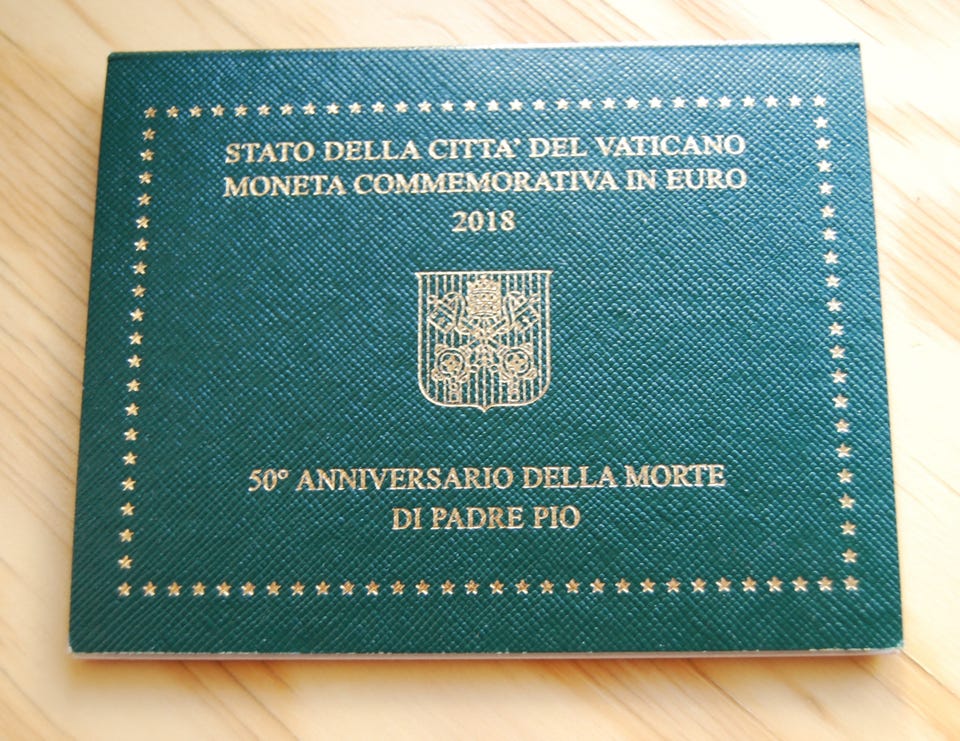 STATO DELLA CITTA' DEL VATICANO
MONETA COMMEMORATIVA IN EURO
2018
50° ANNIVERSARIO DELLA MORTE
DI PADRE PIO